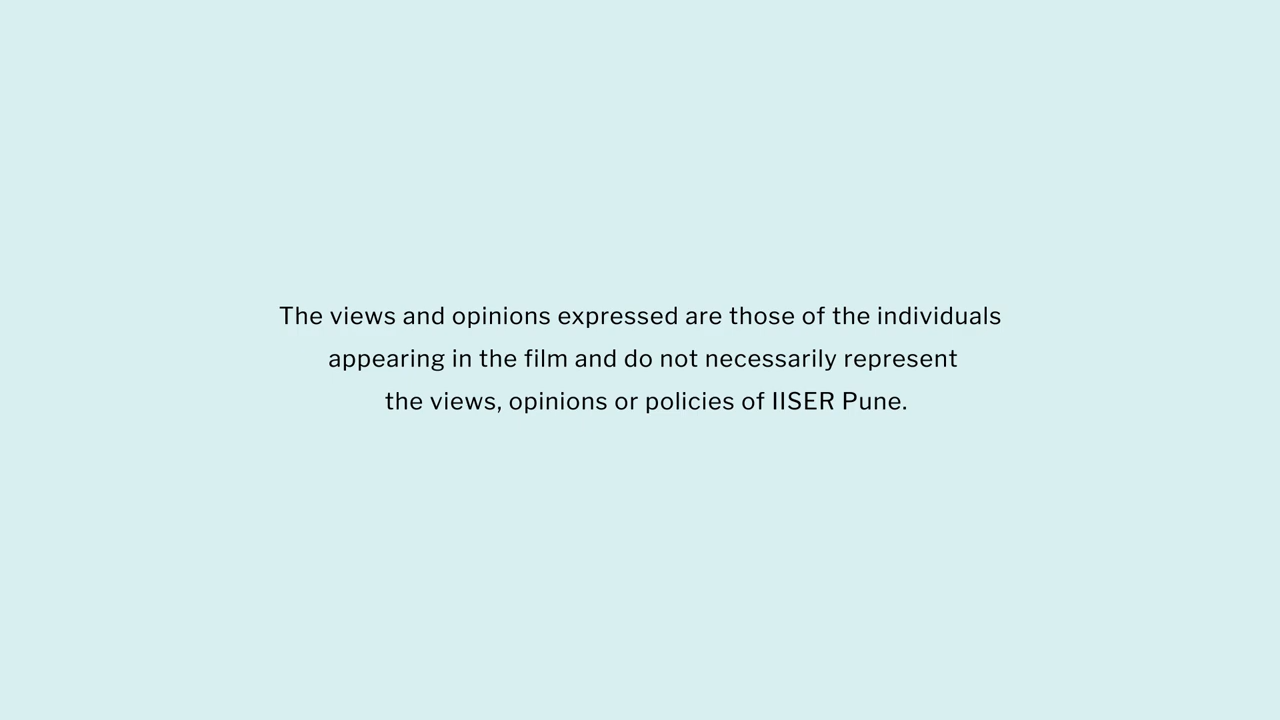 The views and opinions expressed are those of the individuals
appearing in the film and do not necessarily represent
the views, opinions or policies of IISER Pune.